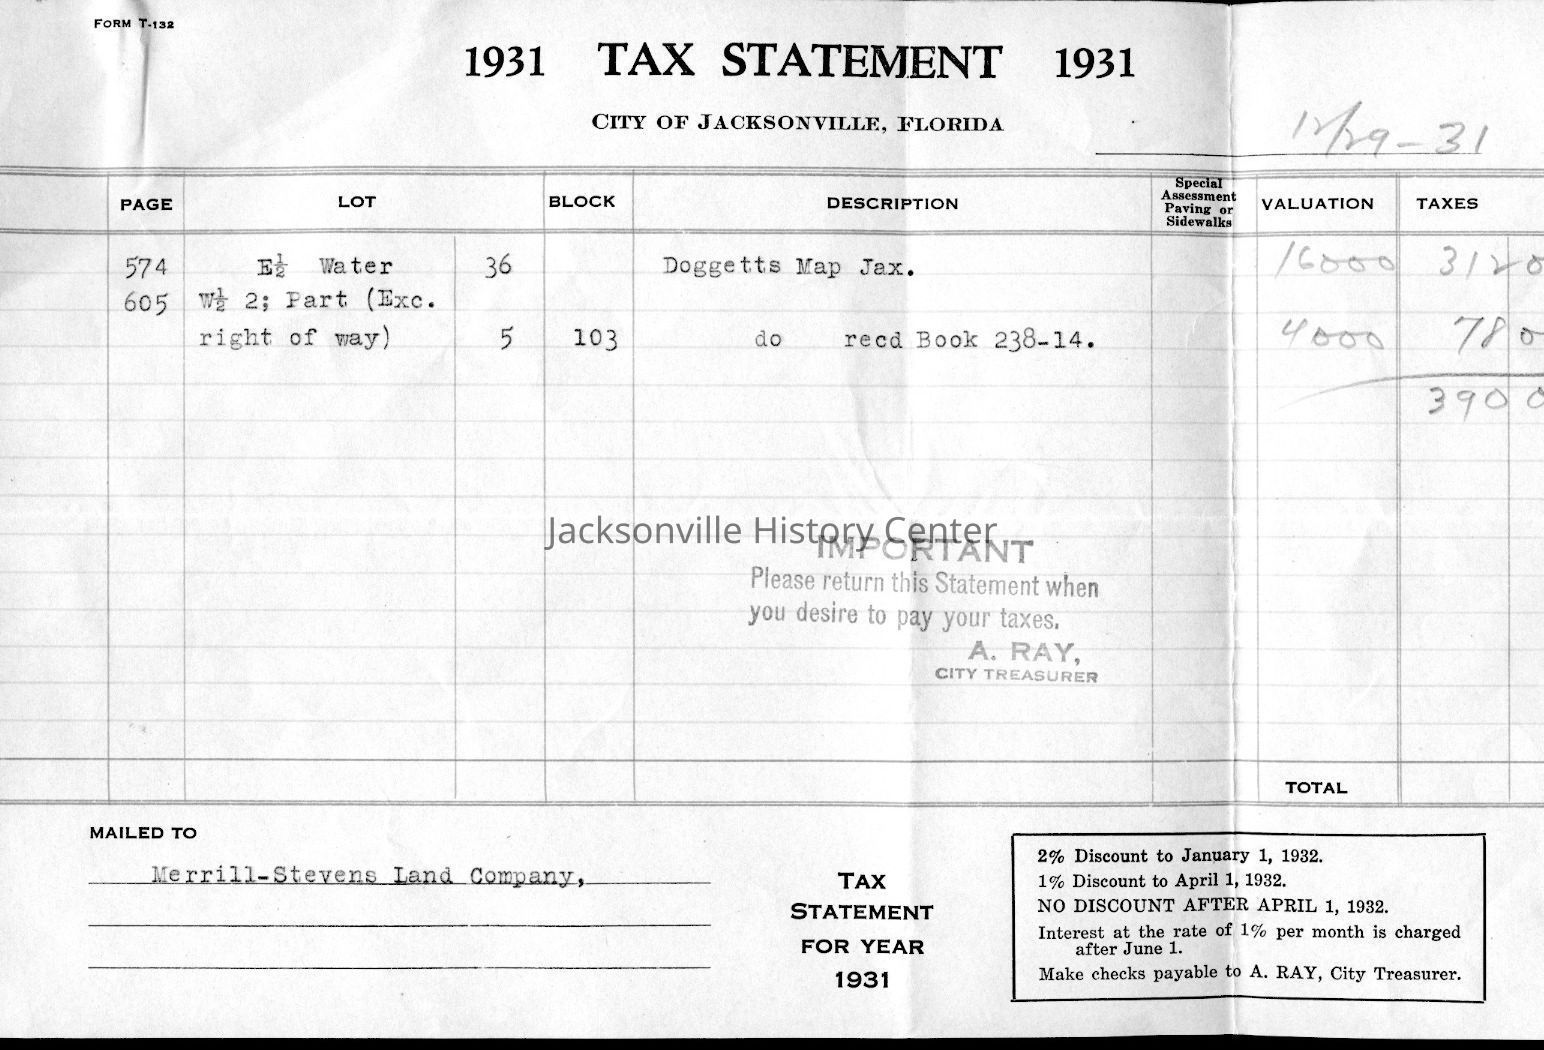 FORM T-132
1931 TAX STATEMENT 1931
CITY OF JACKSONVILLE, FLORIDA
12/29-31
PAGE LOT BLOCK DESCRIPTION Special Assessment Paving or Sidewalks VALUATION TAXES
574 E½ Water 36 Doggetts Map Jax. 16000 312 0
605 W½ 2; Part (Exc.
right of way) 5 103 do recd Book 238-14. 4000 78 0
390 0
Jacksonville History Center
IMPORTANT
Please return this Statement when
you desire to pay your taxes.
A. RAY,
CITY TREASURER
TOTAL
MAILED TO
Merrill-Stevens Land Company,
TAX
STATEMENT
FOR YEAR
1931
2% Discount to January 1, 1932.
1% Discount to April 1, 1932.
NO DISCOUNT AFTER APRIL 1, 1932.
Interest at the rate of 1% per month is charged
after June 1.
Make checks payable to A. RAY, City Treasurer.